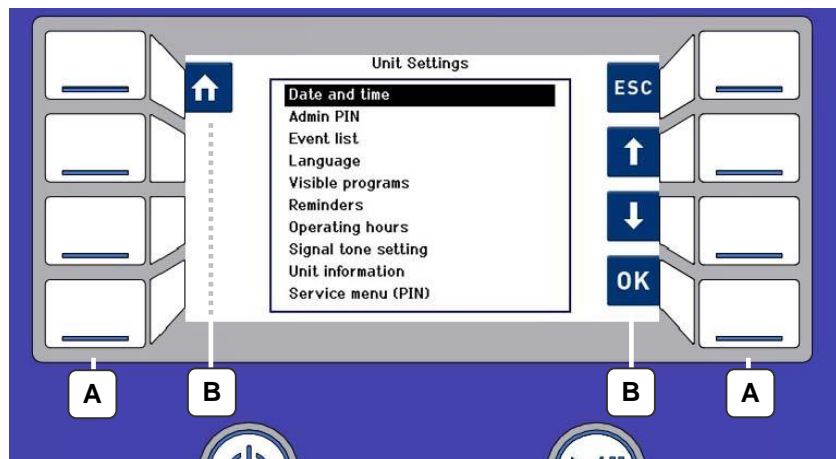 Unit Settings
Date and time
Admin PIN
Event list
Language
Visible programs
Reminders
Operating hours
Signal tone setting
Unit information
Service menu (PIN)
ESC
OK
A
B
B
A